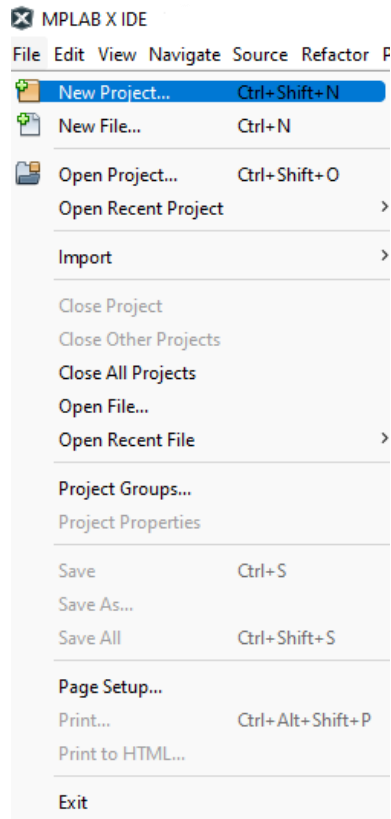 MPLAB X IDE
File Edit View Navigate Source Refactor
New Project... Ctrl+Shift+N
New File... Ctrl+N
Open Project... Ctrl+Shift+O
Open Recent Project
Import
Close Project
Close Other Projects
Close All Projects
Open File...
Open Recent File
Project Groups...
Project Properties
Save Ctrl+S
Save As...
Save All Ctrl+Shift+S
Page Setup...
Print... Ctrl+Alt+Shift+P
Print to HTML...
Exit